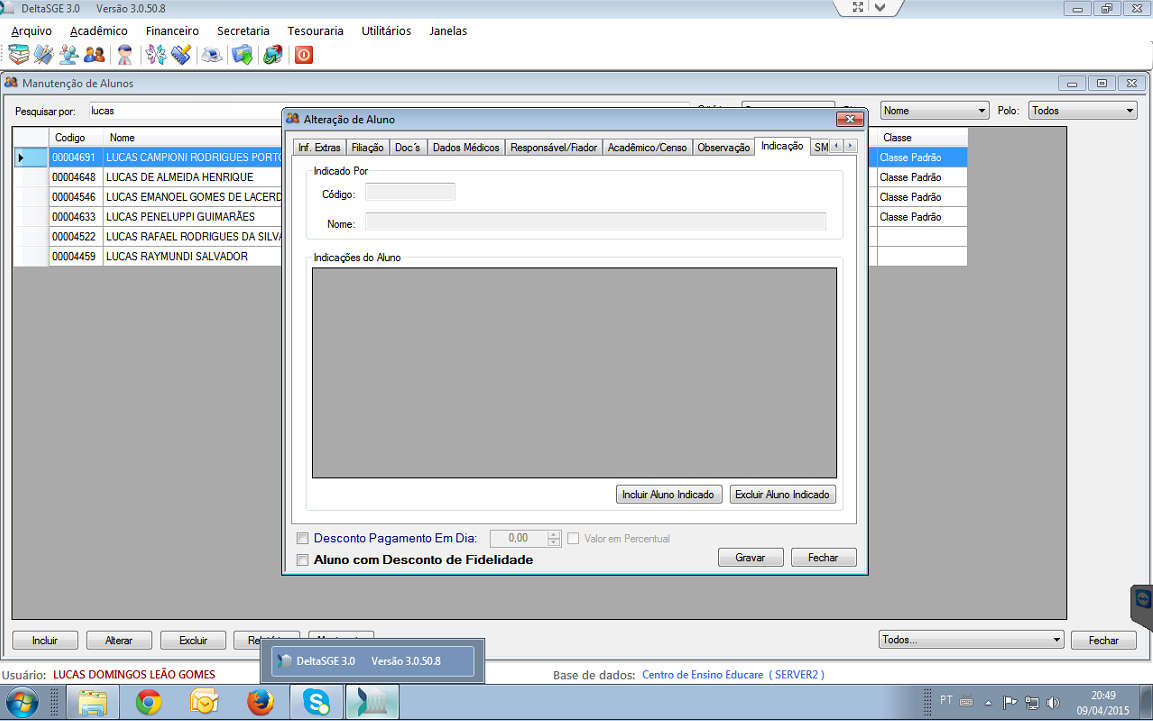 DeltaSGE 3.0 Versão 3.0.50.8
Arquivo Acadêmico Financeiro Secretaria Tesouraria Utilitários Janelas
Manutenção de Alunos
Pesquisar por: lucas Nome Polo: Todos
Codigo Nome Classe
00004691 LUCAS CAMPIONI RODRIGUES PORTO Classe Padrão
00004648 LUCAS DE ALMEIDA HENRIQUE Classe Padrão
00004546 LUCAS EMANOEL GOMES DE LACERD Classe Padrão
00004633 LUCAS PENELUPPI GUIMARÃES Classe Padrão
00004522 LUCAS RAFAEL RODRIGUES DA SILVA
00004459 LUCAS RAYMUNDI SALVADOR
Alteração de Aluno
Inf. Extras Filiação Doc´s Dados Médicos Responsável/Fiador Acadêmico/Censo Observação Indicação SM
Indicado Por
Código:
Nome:
Indicações do Aluno
Incluir Aluno Indicado Excluir Aluno Indicado
Desconto Pagamento Em Dia: 0,00 Valor em Percentual
Aluno com Desconto de Fidelidade
Gravar Fechar
Incluir Alterar Excluir Todos... Fechar
DeltaSGE 3.0 Versão 3.0.50.8
Usuário: LUCAS DOMINGOS LEÃO GOMES Base de dados: Centro de Ensino Educare ( SERVER2 )
PT 20:49
09/04/2015